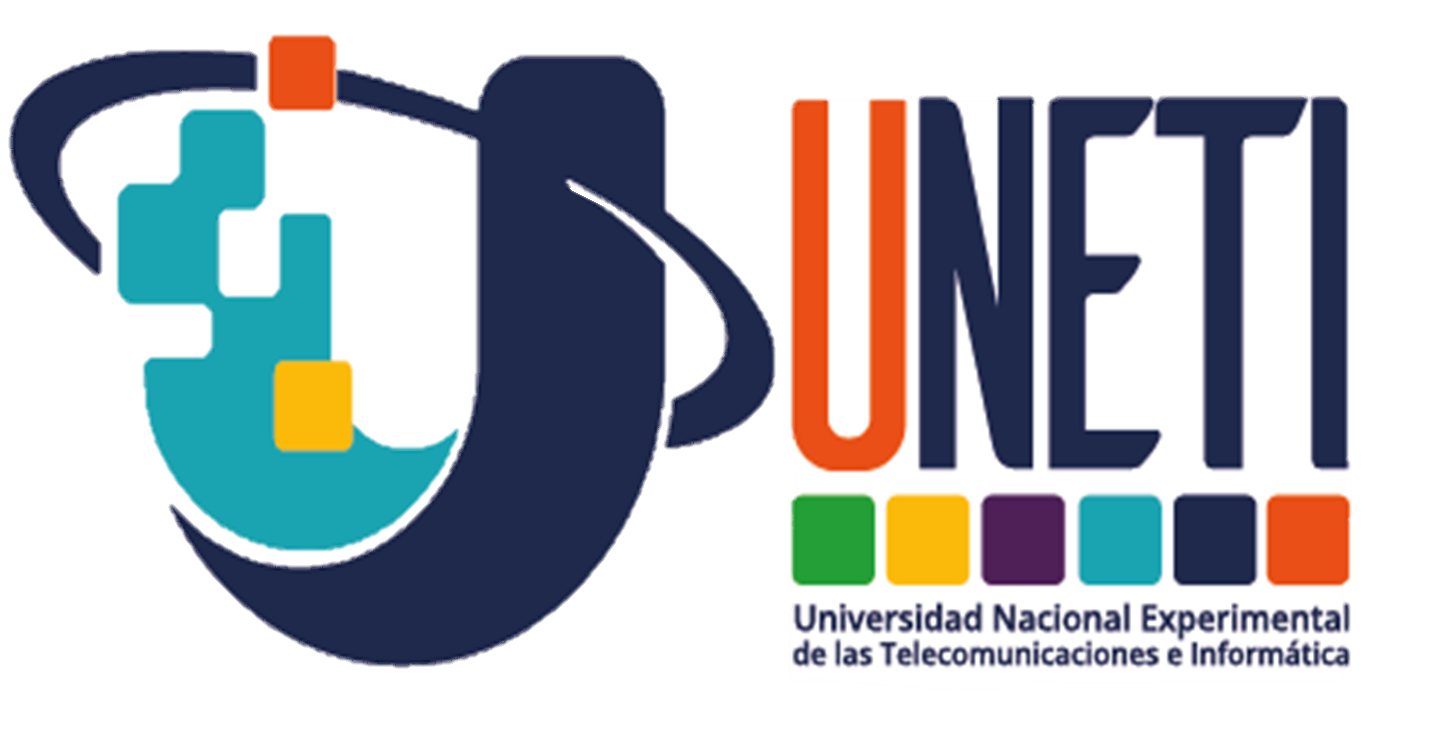 UNETI
Universidad Nacional Experimental
de las Telecomunicaciones e Informática